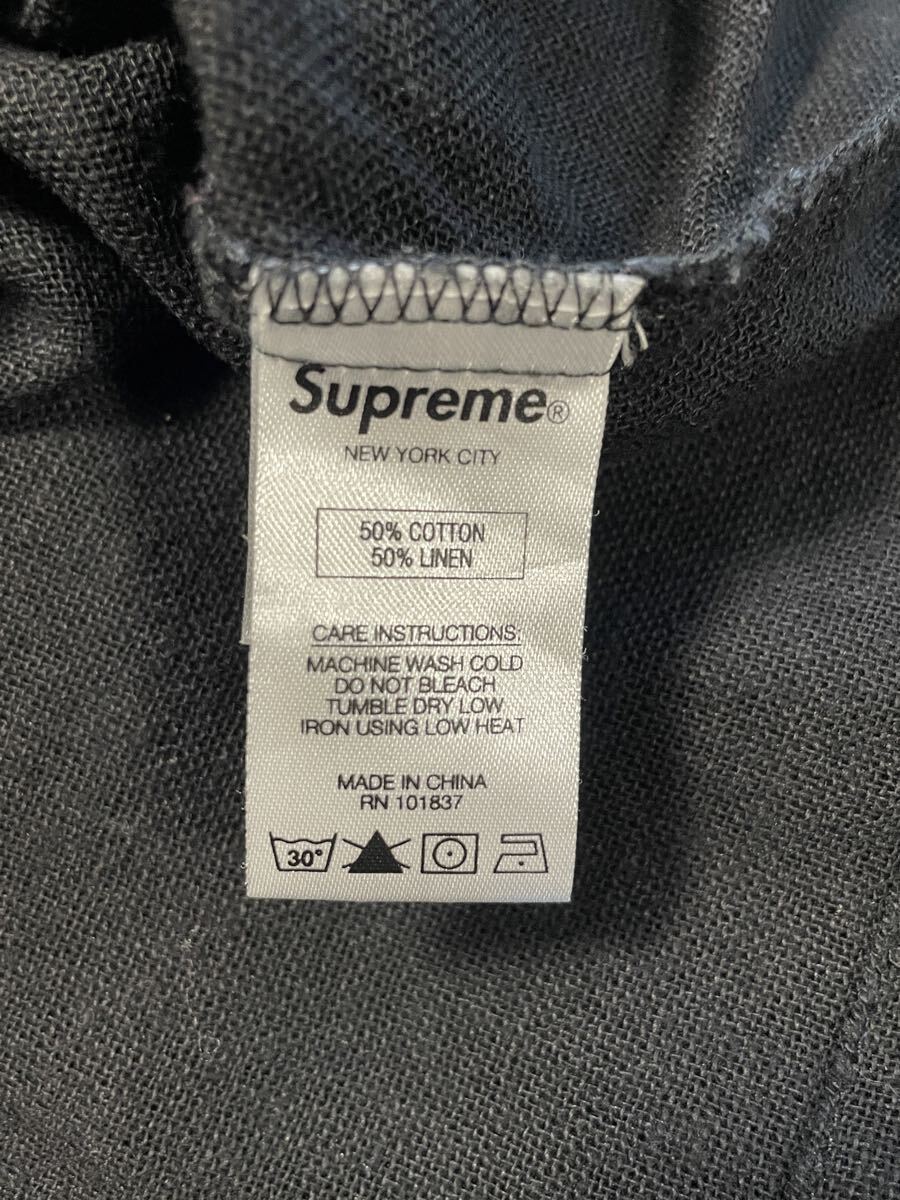 Supreme®
NEW YORK CITY
50% COTTON
50% LINEN
CARE INSTRUCTIONS:
MACHINE WASH COLD
DO NOT BLEACH
TUMBLE DRY LOW
IRON USING LOW HEAT
MADE IN CHINA
RN 101837
30°